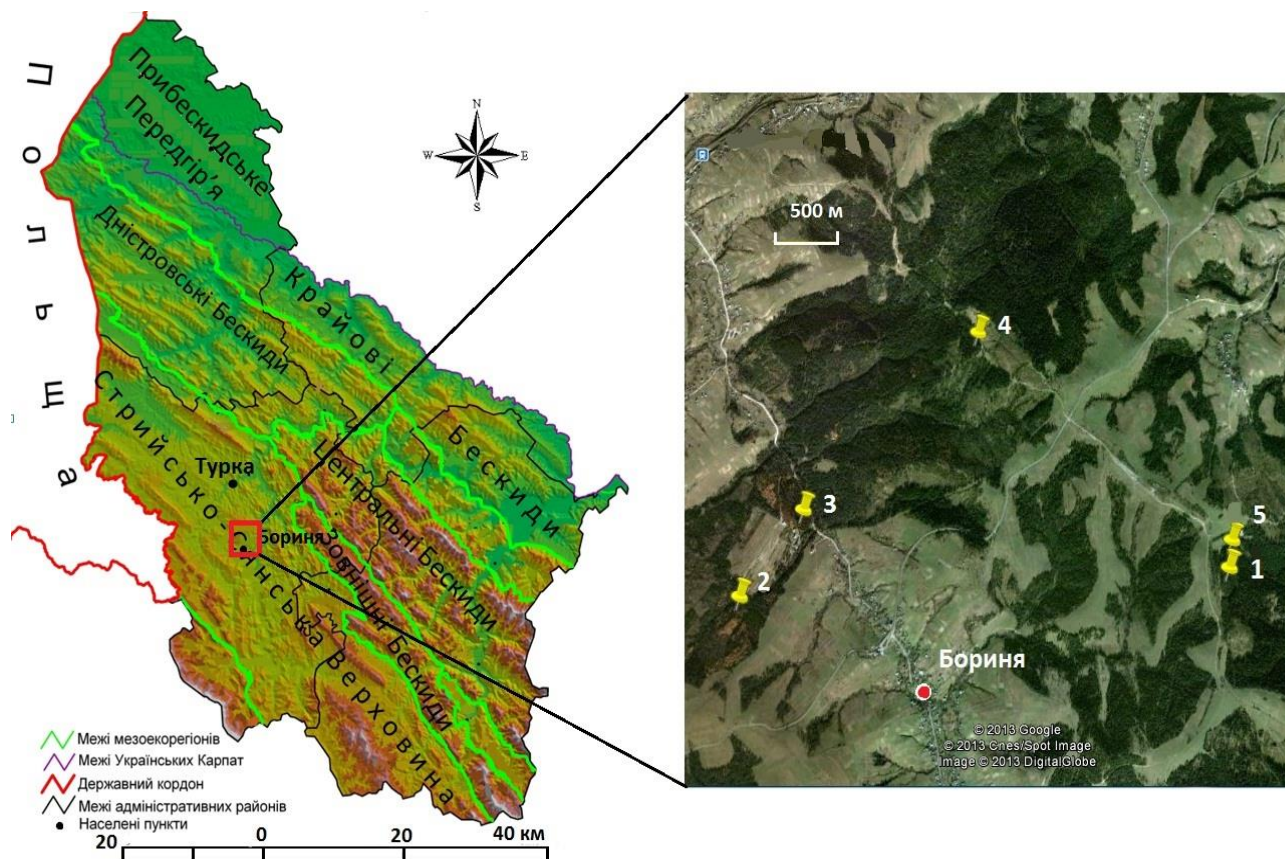 Польща
Прибескидське
Передгір'я
Дністровські Бескиди
Крайові
Бескиди
Стрийсько-
Центральні Бескиди
Турка
Бориня
Бескиди
Верховина
N
W
E
S
Межі мезоекорегіонів
Межі Українських Карпат
Державний кордон
Межі адміністративних районів
Населені пункти
20
0
20
40 км
500 м
4
3
5
2
1
Бориня
© 2013 Google
© 2013 Cnes/Spot Image
Image © 2013 DigitalGlobe